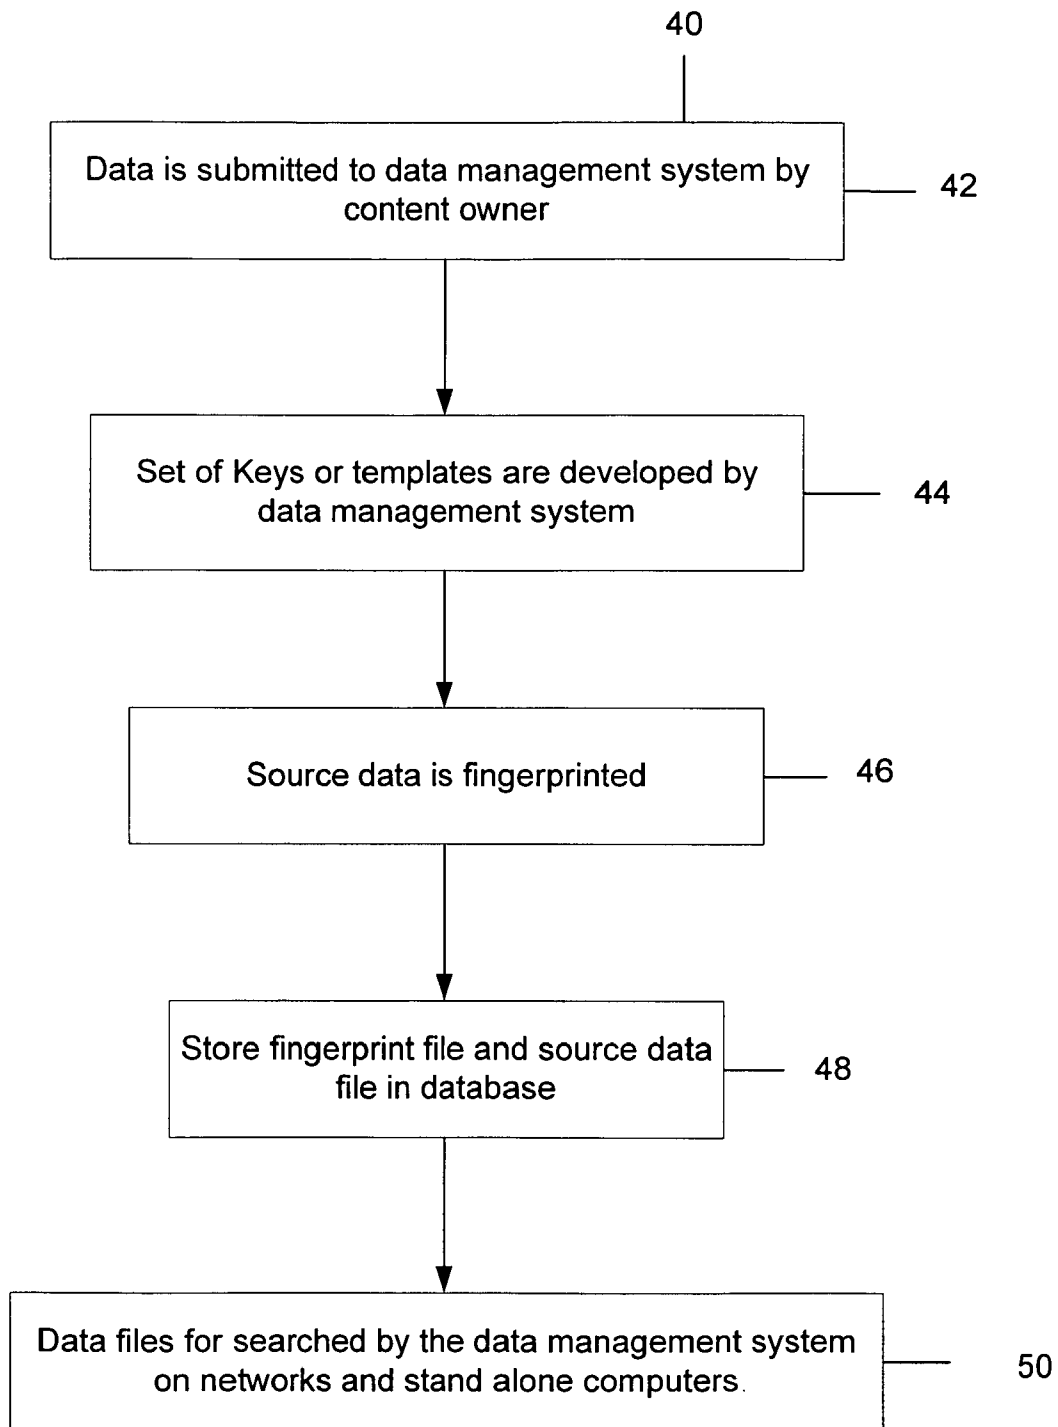 40
Data is submitted to data management system by
content owner
42
Set of Keys or templates are developed by
data management system
44
Source data is fingerprinted
46
Store fingerprint file and source data
file in database
48
Data files for searched by the data management system
on networks and stand alone computers.
50